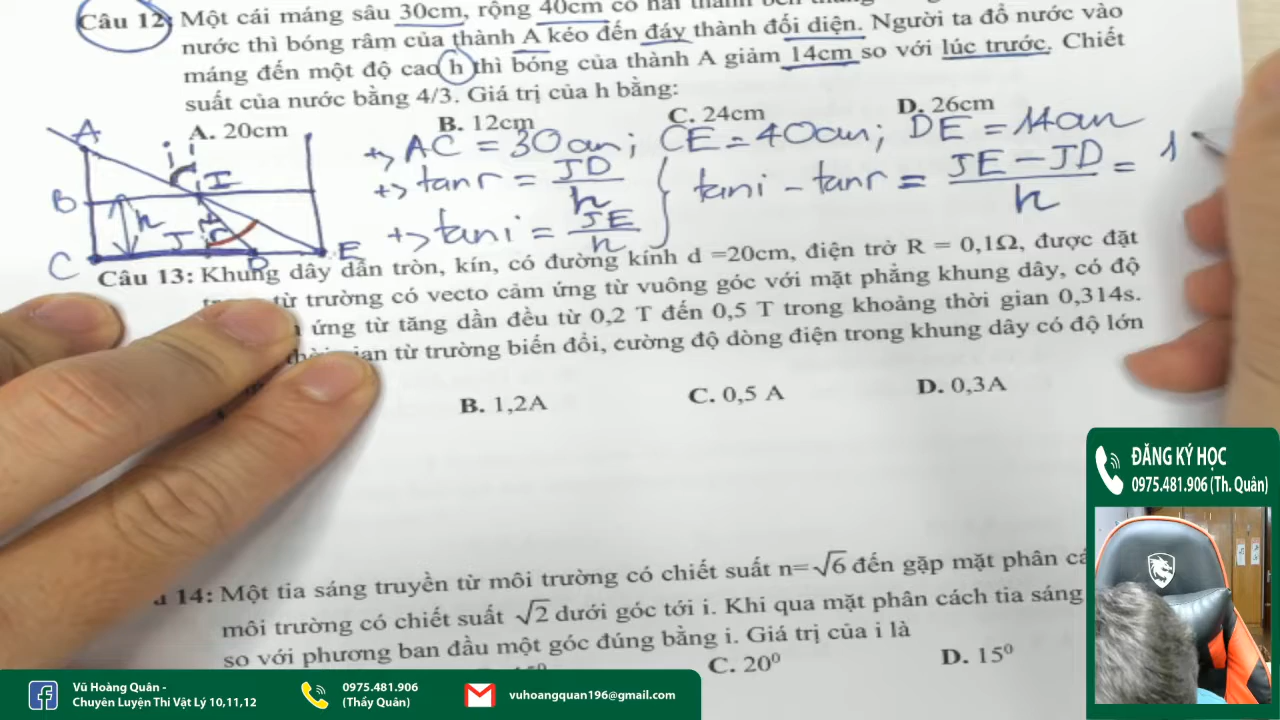 Câu 12: Một cái máng sâu 30cm, rộng 40cm có hai thành bên
nước thì bóng râm của thành A kéo đến đáy thành đối diện. Người ta đổ nước vào
máng đến một độ cao h thì bóng của thành A giảm 14cm so với lúc trước. Chiết
suất của nước bằng 4/3. Giá trị của h bằng:
A. 20cm B. 12cm C. 24cm D. 26cm
AC = 30cm; CE = 40cm; DE = 14cm
tan r = JD/h
tan i = JE/h
tan i - tan r = (JE - JD)/h = 1
A
i
I
B
h
J
r
C
D
E
Câu 13: Khung dây dẫn tròn, kín, có đường kính d =20cm, điện trở R = 0,1Ω, được đặt
từ trường có vecto cảm ứng từ vuông góc với mặt phẳng khung dây, có độ
ứng từ tăng dần đều từ 0,2 T đến 0,5 T trong khoảng thời gian 0,314s.
gian từ trường biến đổi, cường độ dòng điện trong khung dây có độ lớn
B. 1,2A C. 0,5 A D. 0,3A
14: Một tia sáng truyền từ môi trường có chiết suất n=√6 đến gặp mặt phân
môi trường có chiết suất √2 dưới góc tới i. Khi qua mặt phân cách tia sáng
so với phương ban đầu một góc đúng bằng i. Giá trị của i là
C. 20⁰ D. 15⁰
ĐĂNG KÝ HỌC
0975.481.906 (Th. Quân)
Vũ Hoàng Quân -
Chuyên Luyện Thi Vật Lý 10,11,12
0975.481.906
(Thầy Quân)
vuhoangquan196@gmail.com